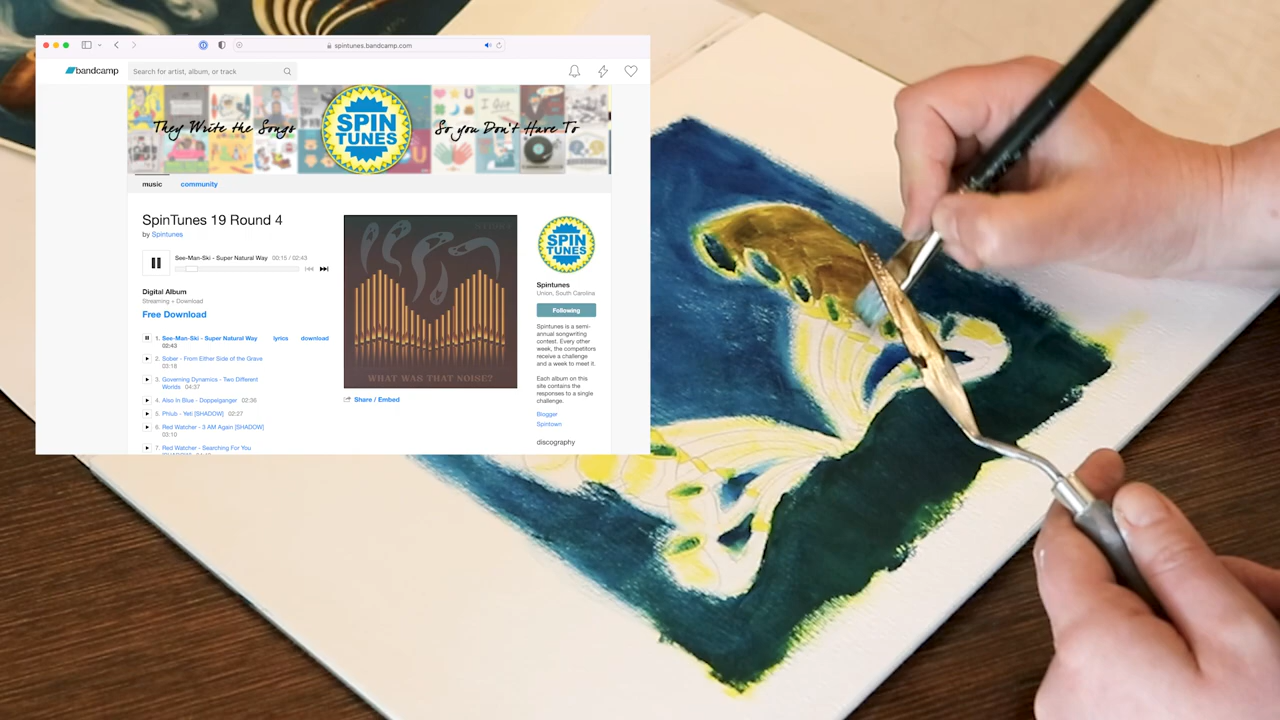 spintunes.bandcamp.com
bandcamp
Search for artist, album, or track
They Write the Songs
SPIN
TUNES
So you Don't Have To
music
community
SpinTunes 19 Round 4
by Spintunes
See-Man-Ski - Super Natural Way 00:15 / 02:43
Digital Album
Streaming + Download
Free Download
1. See-Man-Ski - Super Natural Way lyrics download
02:43
2. Sober - From Either Side of the Grave
03:18
3. Governing Dynamics - Two Different
Worlds 04:37
4. Also In Blue - Doppelganger 02:36
5. Phlub - Yeti [SHADOW] 02:27
6. Red Watcher - 3 AM Again [SHADOW]
03:10
7. Red Watcher - Searching For You
WHAT WAS THAT NOISE?
Share / Embed
SPIN
TUNES
Spintunes
Union, South Carolina
Following
Spintunes is a semi-
annual songwriting
contest. Every other
week, the competitors
receive a challenge
and a week to meet it.
Each album on this
site contains the
responses to a single
challenge.
Blogger
Spintown
discography